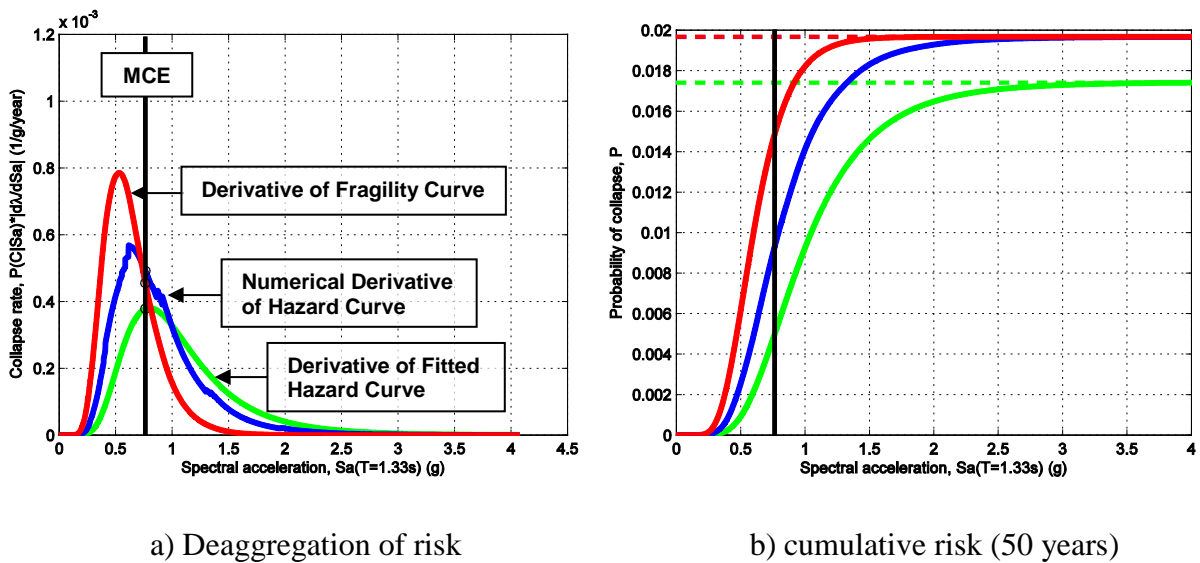 x 10⁻³
1.2
1
0.8
0.6
0.4
0.2
0
Collapse rate, P(C|Sa)*|dλ/dSa| (1/g/year)
MCE
Derivative of Fragility Curve
Numerical Derivative
of Hazard Curve
Derivative of Fitted
Hazard Curve
0 0.5 1 1.5 2 2.5 3 3.5 4 4.5
Spectral acceleration, Sa(T=1.33s) (g)
0.02
0.018
0.016
0.014
0.012
0.01
0.008
0.006
0.004
0.002
0
Probability of collapse, P
0 0.5 1 1.5 2 2.5 3 3.5 4
Spectral acceleration, Sa(T=1.33s) (g)
a) Deaggregation of risk
b) cumulative risk (50 years)